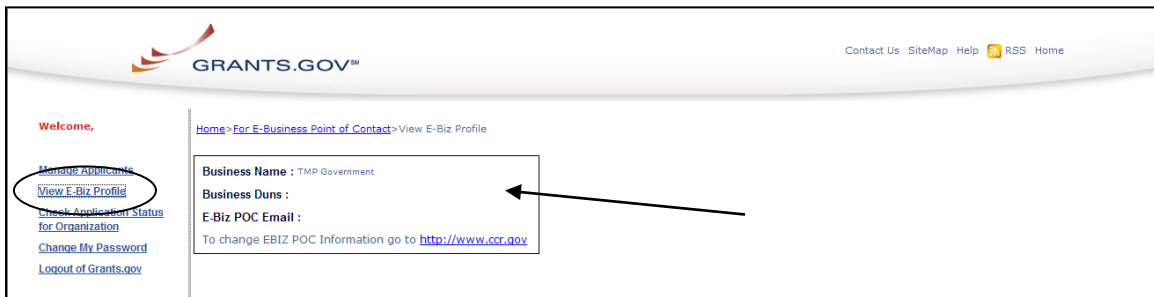 GRANTS.GOV℠
Contact Us SiteMap Help RSS Home
Welcome,
Home>For E-Business Point of Contact>View E-Biz Profile
Manage Applicants
View E-Biz Profile
Check Application Status
for Organization
Change My Password
Logout of Grants.gov
Business Name : TMP Government
Business Duns :
E-Biz POC Email :
To change EBIZ POC Information go to http://www.ccr.gov